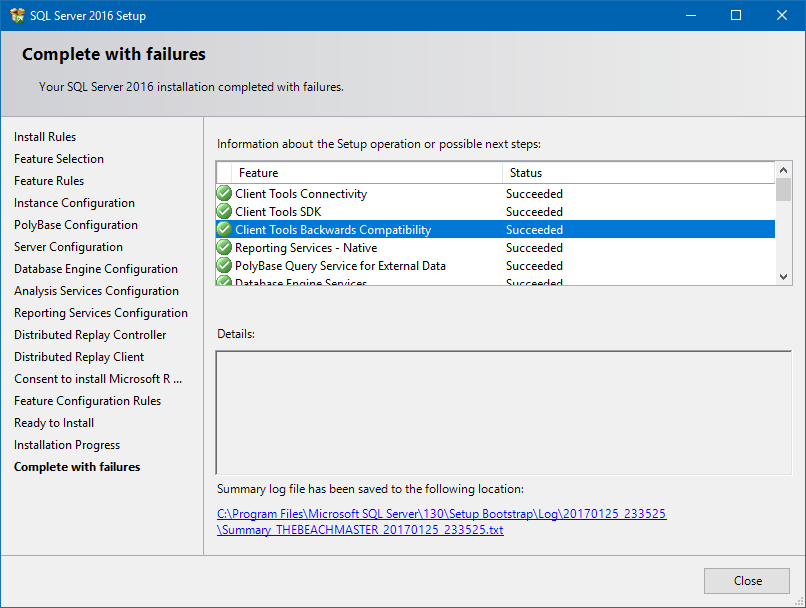 SQL Server 2016 Setup
Complete with failures
Your SQL Server 2016 installation completed with failures.
Install Rules
Feature Selection
Feature Rules
Instance Configuration
PolyBase Configuration
Server Configuration
Database Engine Configuration
Analysis Services Configuration
Reporting Services Configuration
Distributed Replay Controller
Distributed Replay Client
Consent to install Microsoft R ...
Feature Configuration Rules
Ready to Install
Installation Progress
Complete with failures
Information about the Setup operation or possible next steps:
Feature Status
Client Tools Connectivity Succeeded
Client Tools SDK Succeeded
Client Tools Backwards Compatibility Succeeded
Reporting Services - Native Succeeded
PolyBase Query Service for External Data Succeeded
Database Engine Services Succeeded
Details:
Summary log file has been saved to the following location:
C:\Program Files\Microsoft SQL Server\130\Setup Bootstrap\Log\20170125_233525
\Summary_THEBEACHMASTER_20170125_233525.txt
Close